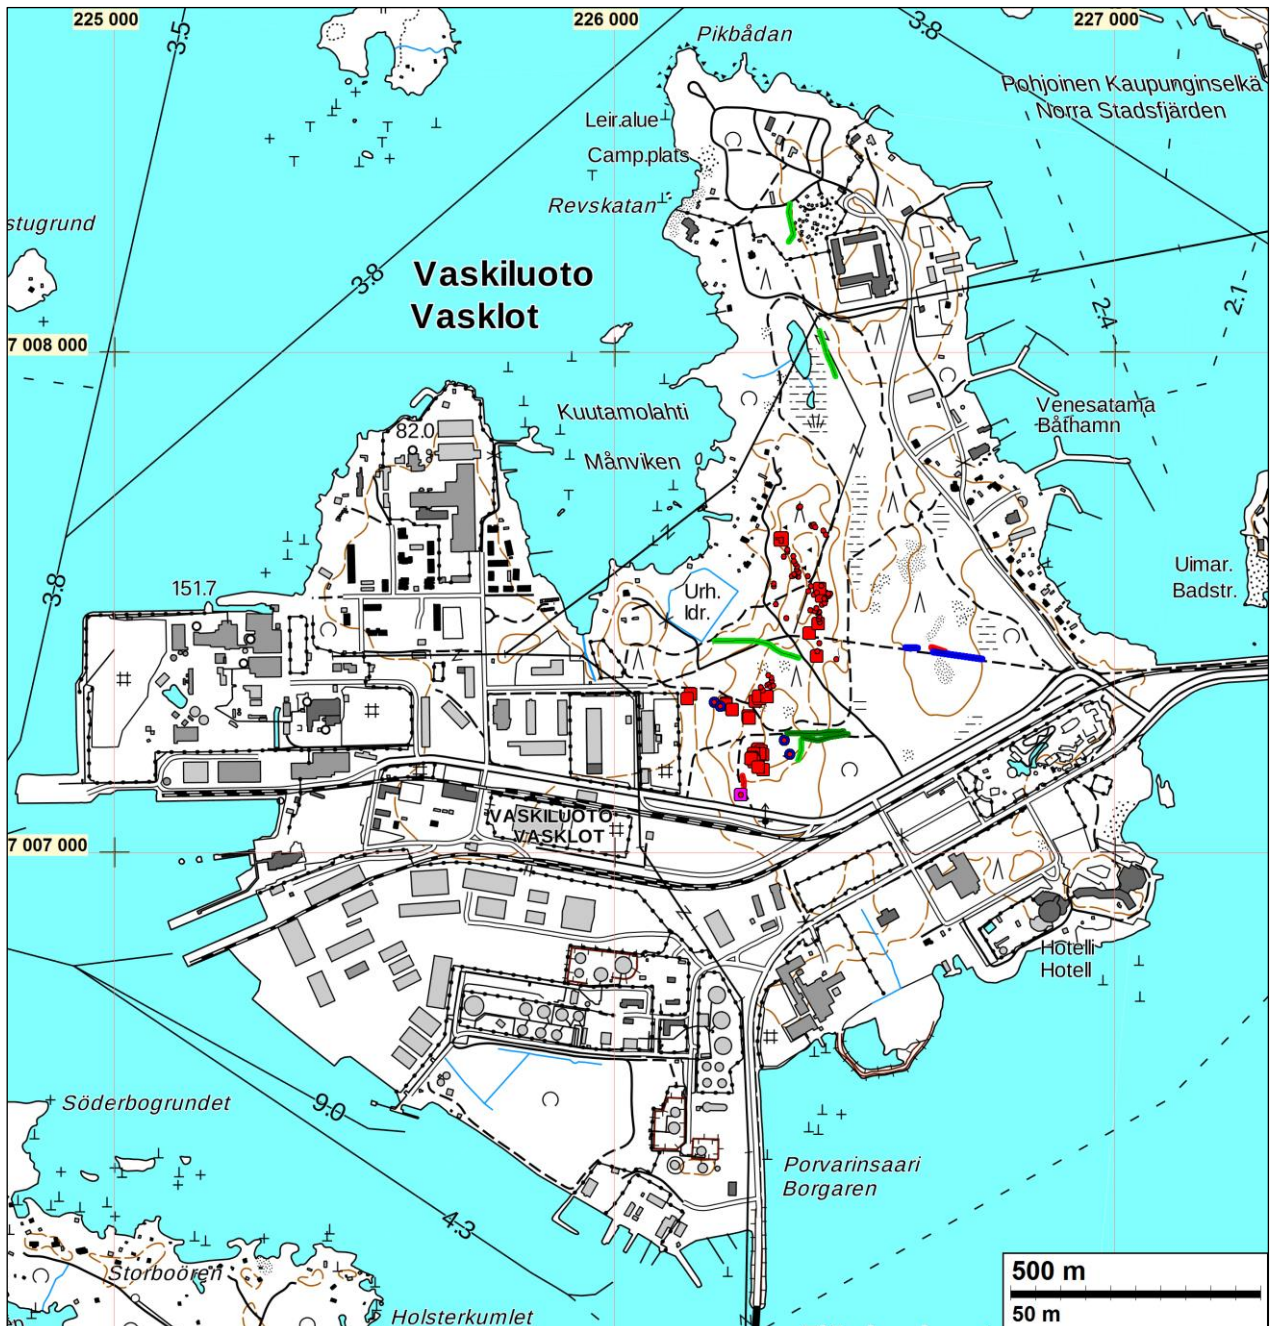 225 000
226 000
227 000
3.5
3.8
Pikbådan
Pohjoinen Kaupunginselkä
Norra Stadsfjärden
Leir.alue
Camp.plats
Revskatan
stugrund
3.8
Vaskiluoto
Vasklot
2.4
2.1
7 008 000
Kuutamolahti
Månviken
Venesatama
Båthamn
82.0
3.8
151.7
Urh.
Idr.
Uimar.
Badstr.
VASKILUOTO
VASKLOT
7 007 000
Hotelli
Hotell
Söderbogrundet
9.0
4.3
Porvarinsaari
Borgaren
Storboören
Holsterkumlet
500 m
50 m